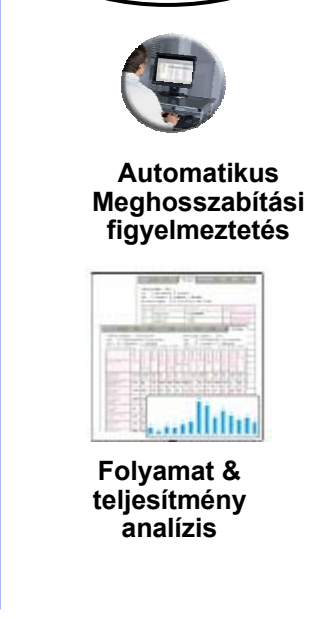 Automatikus
Meghosszabítási
figyelmeztetés
Folyamat &
teljesítmény
analízis